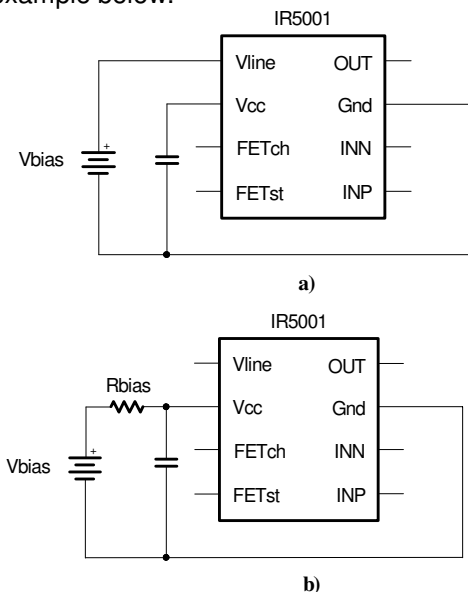 example below.
IR5001
Vline OUT
Vcc Gnd
FETch INN
FETst INP
Vbias
+
a)
IR5001
Vline OUT
Rbias
Vcc Gnd
FETch INN
FETst INP
Vbias
+
b)